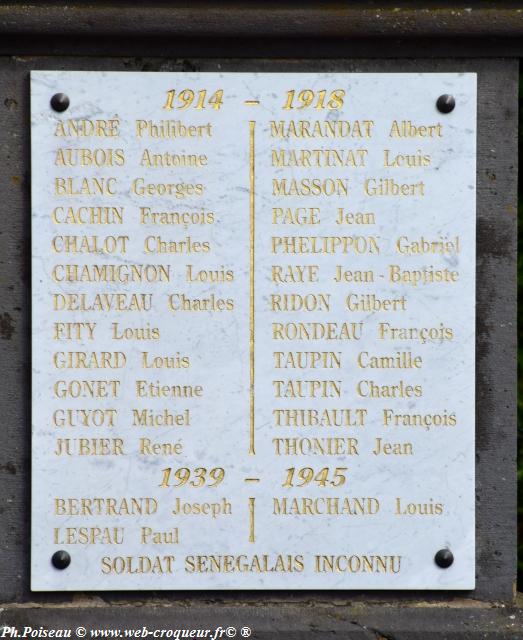 1914 - 1918
ANDRÉ Philibert
AUBOIS Antoine
BLANC Georges
CACHIN François
CHALOT Charles
CHAMIGNON Louis
DELAVEAU Charles
FITY Louis
GIRARD Louis
GONET Etienne
GUYOT Michel
JUBIER René
MARANDAT Albert
MARTINAT Louis
MASSON Gilbert
PAGE Jean
PHELIPPON Gabriel
RAYE Jean-Baptiste
RIDON Gilbert
RONDEAU François
TAUPIN Camille
TAUPIN Charles
THIBAULT François
THONIER Jean
1939 - 1945
BERTRAND Joseph
LESPAU Paul
MARCHAND Louis
SOLDAT SENEGALAIS INCONNU
Ph:Poiseau © www.web-croqueur.fr© ®